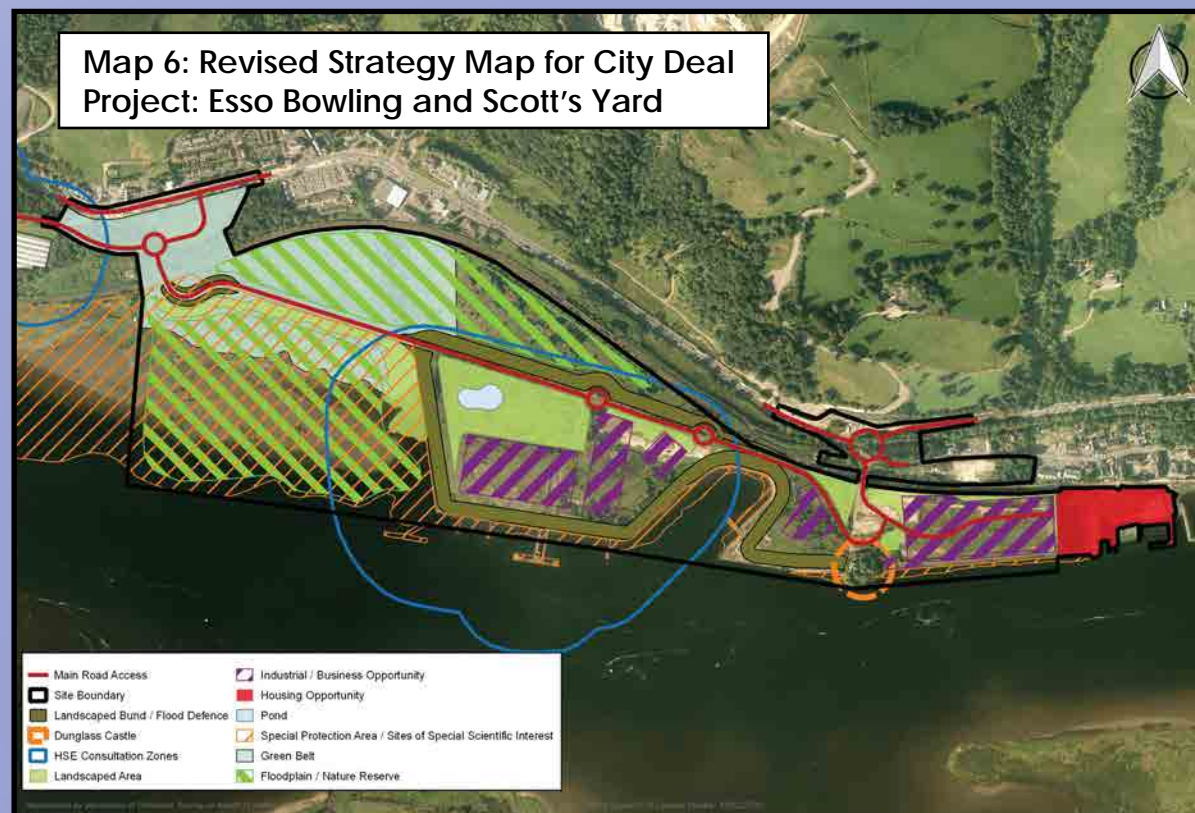 Map 6: Revised Strategy Map for City Deal
Project: Esso Bowling and Scott's Yard
Main Road Access
Site Boundary
Landscaped Bund / Flood Defence
Dunglass Castle
HSE Consultation Zones
Landscaped Area
Industrial / Business Opportunity
Housing Opportunity
Pond
Special Protection Area / Sites of Special Scientific Interest
Green Belt
Floodplain / Nature Reserve